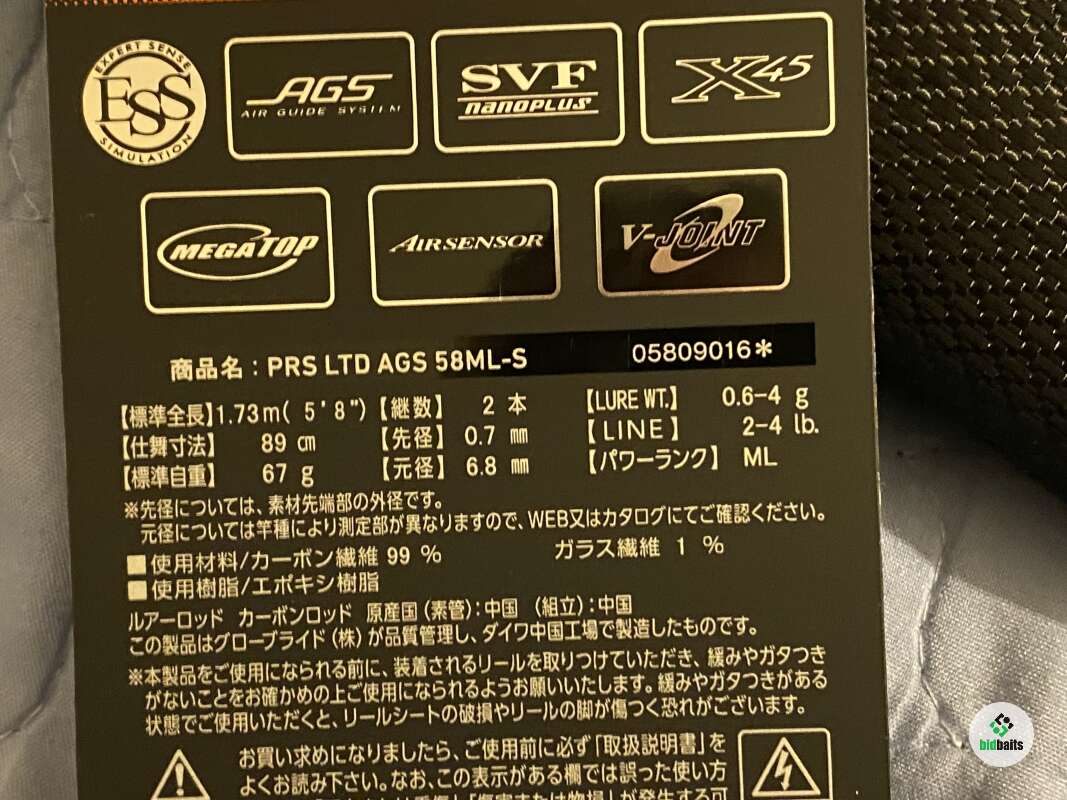 EXPERT SENSE
ESS
SIMULATION
AGS
AIR GUIDE SYSTEM
SVF
nanoplus
X45
MEGATOP
AIRSENSOR
V-JOINT
商品名：PRS LTD AGS 58ML-S 05809016*
【標準全長】1.73m( 5'8") 【継数】 2 本 【LURE WT.】 0.6-4 g
【仕舞寸法】 89 ㎝ 【先径】 0.7 ㎜ 【LINE】 2-4 lb.
【標準自重】 67 g 【元径】 6.8 ㎜ 【パワーランク】 ML
※先径については、素材先端部の外径です。
元径については竿種により測定部が異なりますので、WEB又はカタログにてご確認ください。
■使用材料/カーボン繊維 99 % ガラス繊維 1 %
■使用樹脂/エポキシ樹脂
ルアーロッド カーボンロッド 原産国(素管):中国 (組立):中国
この製品はグローブライド(株)が品質管理し、ダイワ中国工場で製造したものです。
※本製品をご使用になられる前に、装着されるリールを取りつけていただき、緩みやガタつき
がないことをお確かめの上ご使用になられるようお願いいたします。緩みやガタつきがある
状態でご使用いただくと、リールシートの破損やリールの脚が傷つく恐れがございます。
お買い求めになりましたら、ご使用前に必ず「取扱説明書」を
よくお読み下さい。なお、この表示がある欄では誤った使い方
「傷害または物損」が発生する可
bidbaits